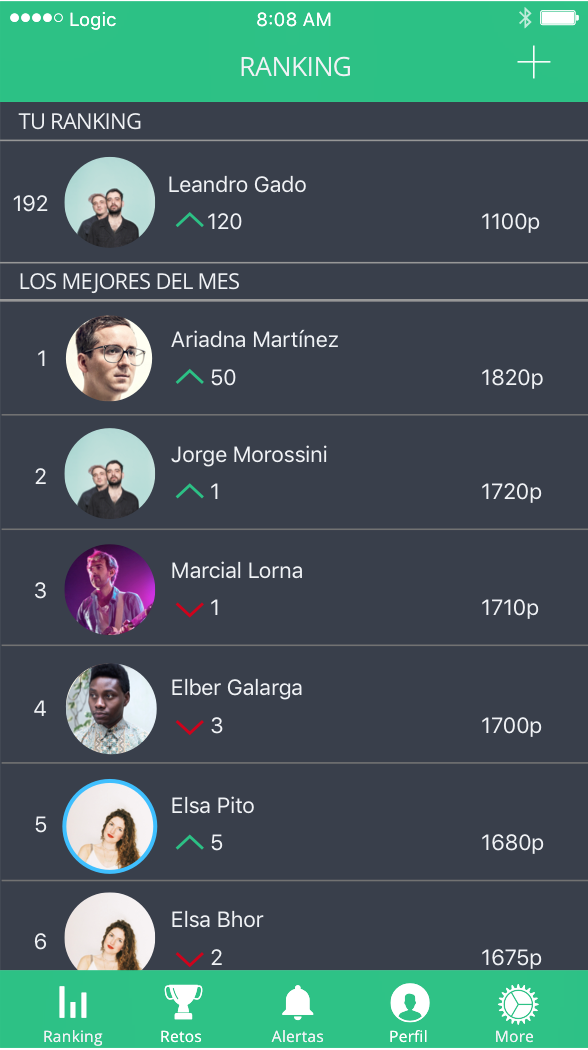 Logic 8:08 AM
RANKING
TU RANKING
192 Leandro Gado
120 1100p
LOS MEJORES DEL MES
1 Ariadna Martínez
50 1820p
2 Jorge Morossini
1 1720p
3 Marcial Lorna
1 1710p
4 Elber Galarga
3 1700p
5 Elsa Pito
5 1680p
6 Elsa Bhor
2 1675p
Ranking Retos Alertas Perfil More